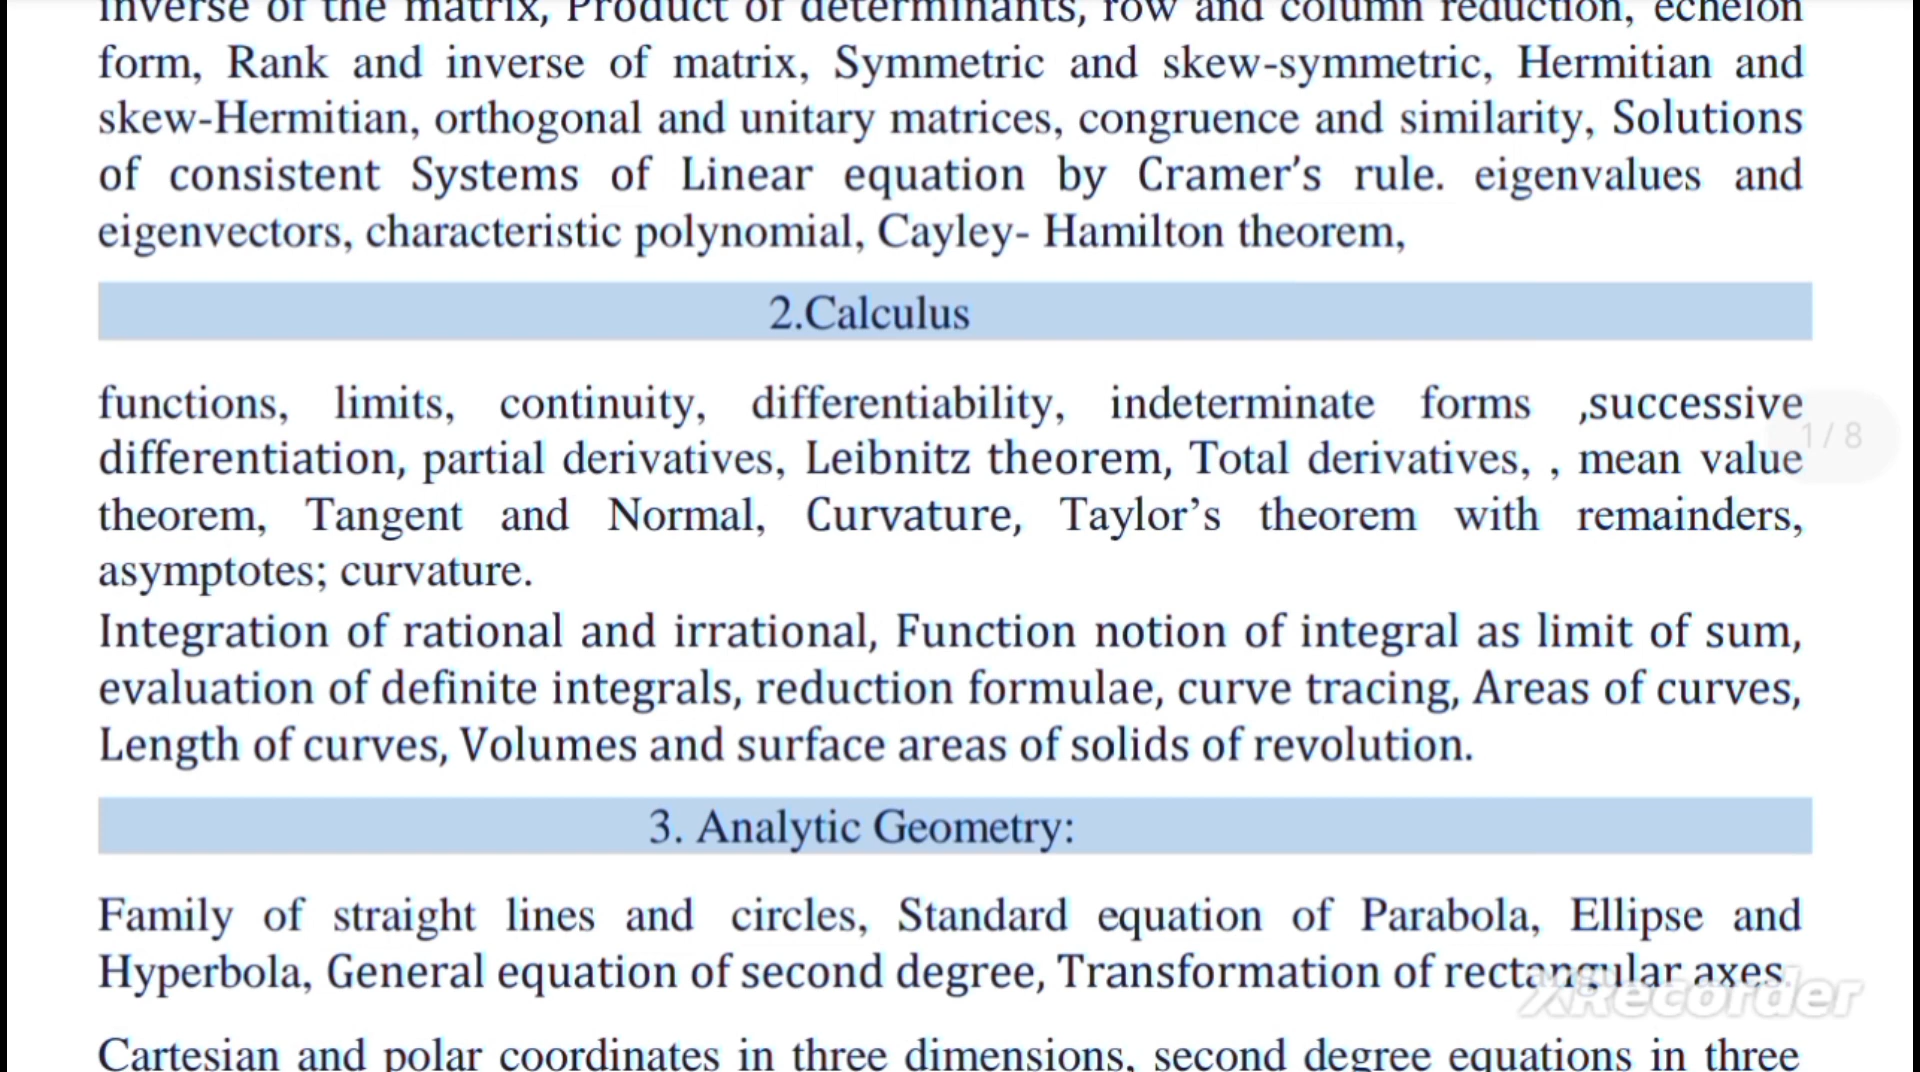 inverse of the matrix, Product of determinants, row and column reduction, echelon
form, Rank and inverse of matrix, Symmetric and skew-symmetric, Hermitian and
skew-Hermitian, orthogonal and unitary matrices, congruence and similarity, Solutions
of consistent Systems of Linear equation by Cramer's rule. eigenvalues and
eigenvectors, characteristic polynomial, Cayley- Hamilton theorem,
2.Calculus
functions, limits, continuity, differentiability, indeterminate forms ,successive
differentiation, partial derivatives, Leibnitz theorem, Total derivatives, , mean value
theorem, Tangent and Normal, Curvature, Taylor’s theorem with remainders,
asymptotes; curvature.
1 / 8
Integration of rational and irrational, Function notion of integral as limit of sum,
evaluation of definite integrals, reduction formulae, curve tracing, Areas of curves,
Length of curves, Volumes and surface areas of solids of revolution.
3. Analytic Geometry:
Family of straight lines and circles, Standard equation of Parabola, Ellipse and
Hyperbola, General equation of second degree, Transformation of rectangular axes.
XRecorder
Cartesian and polar coordinates in three dimensions, second degree equations in three